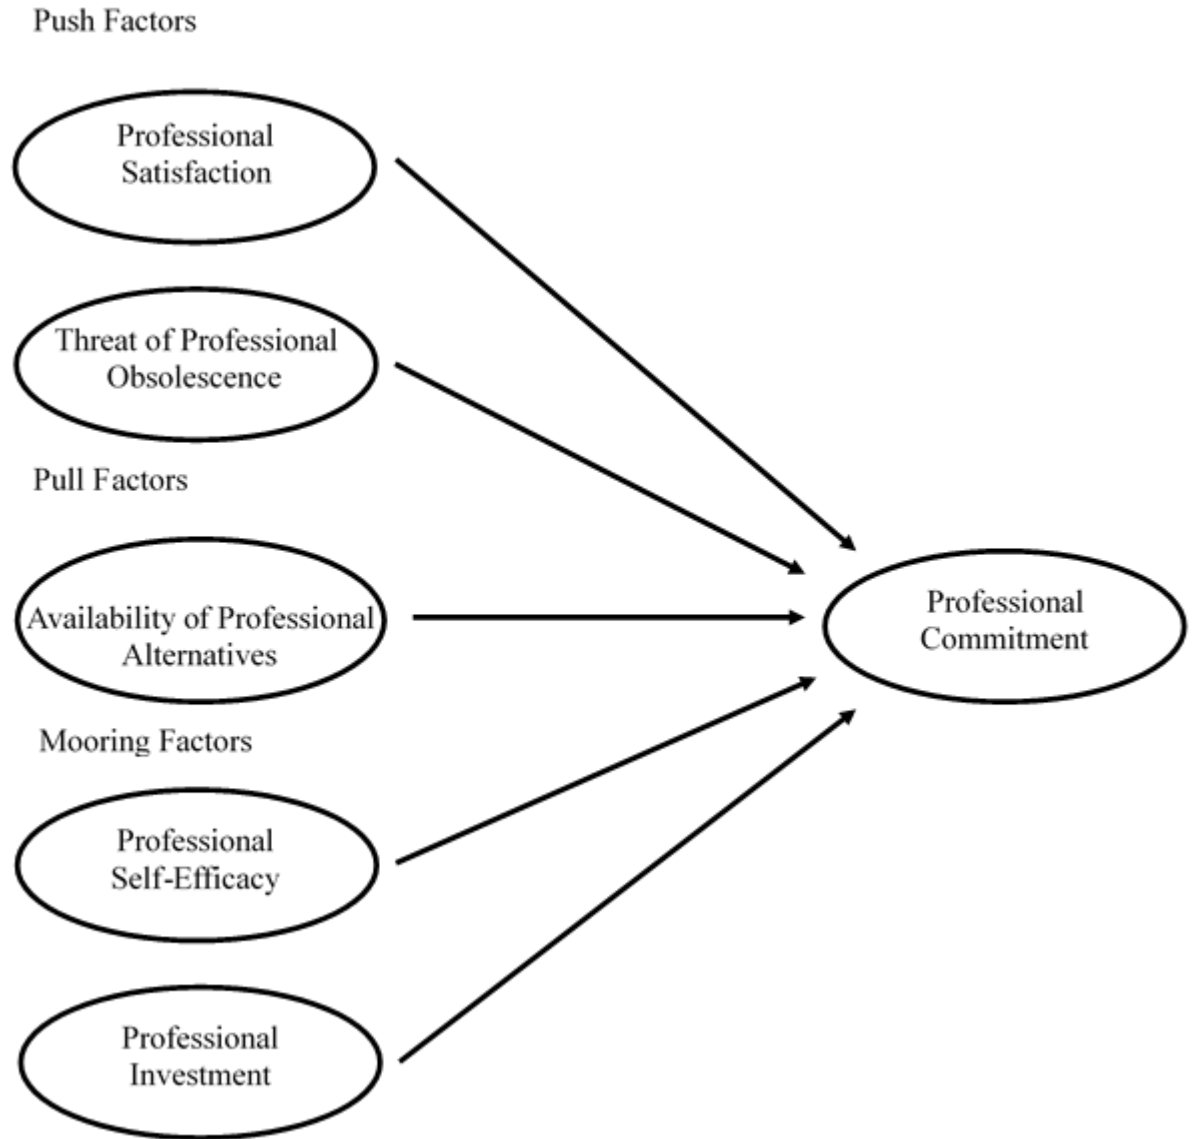 Push Factors
Professional
Satisfaction
Threat of Professional
Obsolescence
Pull Factors
Availability of Professional
Alternatives
Professional
Commitment
Mooring Factors
Professional
Self-Efficacy
Professional
Investment